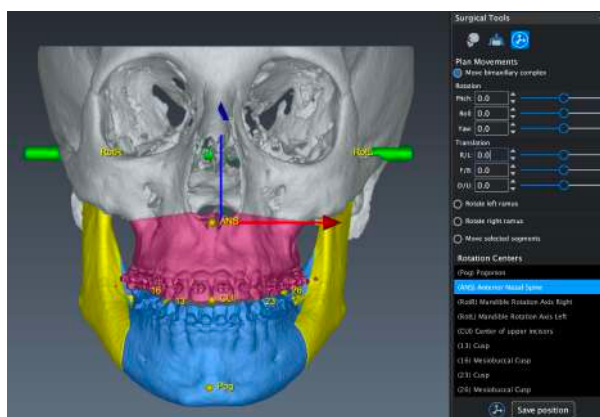 Surgical Tools
Plan Movements
Move bimaxillary complex
Rotation
Pitch: 0.0
Roll 0.0
Yaw: 0.0
Translation
R/L: 0.0
F/B: 0.0
D/U: 0.0
Rotate left ramus
Rotate right ramus
Move selected segments
Rotation Centers
(Pog) Pogonion
(ANS) Anterior Nasal Spine
(RotR) Mandible Rotation Axis Right
(RotL) Mandible Rotation Axis Left
(CUI) Center of upper incisors
(13) Cusp
(16) Mesiobuccal Cusp
(23) Cusp
(26) Mesiobuccal Cusp
Save position
RotR
RotL
ANS
16
26
13
CUI
23
Pog